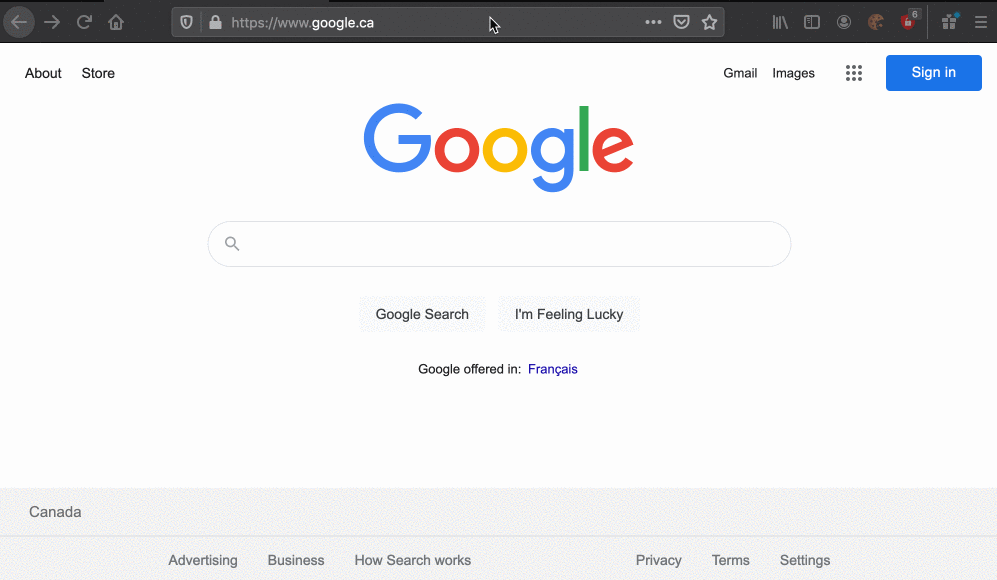 https://www.google.ca
6
About Store Gmail Images Sign in
Google
Google Search I'm Feeling Lucky
Google offered in: Français
Canada
Advertising Business How Search works Privacy Terms Settings